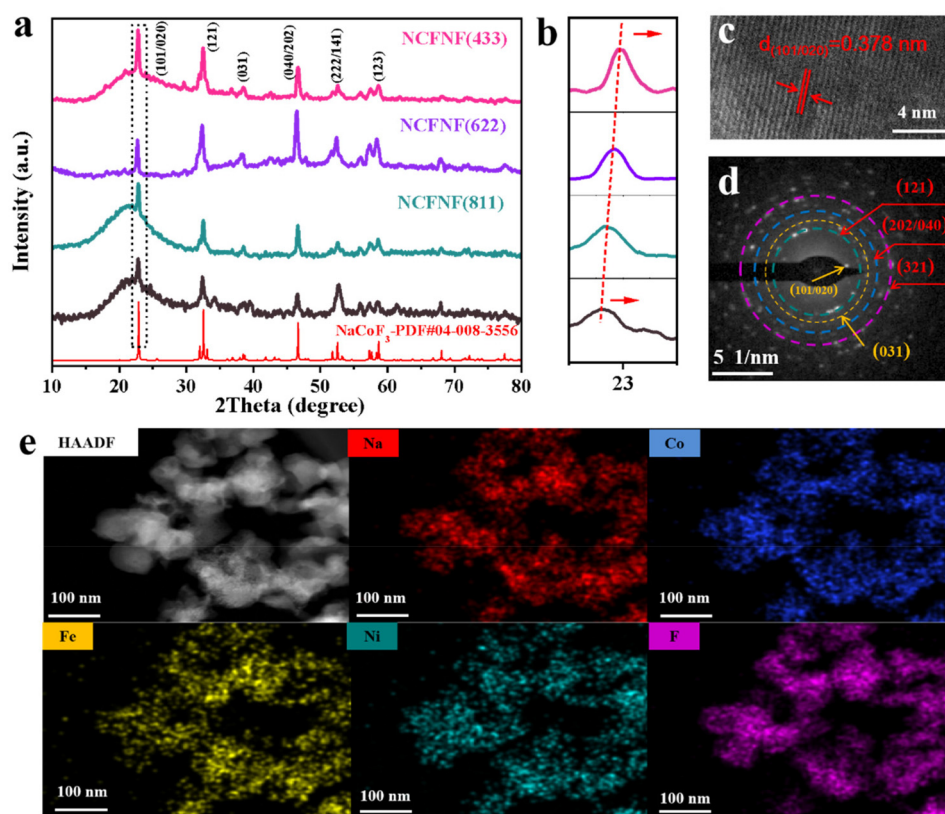 a
NCFNF(433)
(101/020)
(121)
(031)
(040/202)
(222/141)
(123)
NCFNF(622)
NCFNF(811)
NaCoF3-PDF#04-008-3556
Intensity (a.u.)
10 20 30 40 50 60 70 80
2Theta (degree)
b
23
c
d(101/020)=0.378 nm
4 nm
d
(121)
(202/040)
(321)
(101/020)
(031)
5 1/nm
e
HAADF
100 nm
Na
100 nm
Co
100 nm
Fe
100 nm
Ni
100 nm
F
100 nm